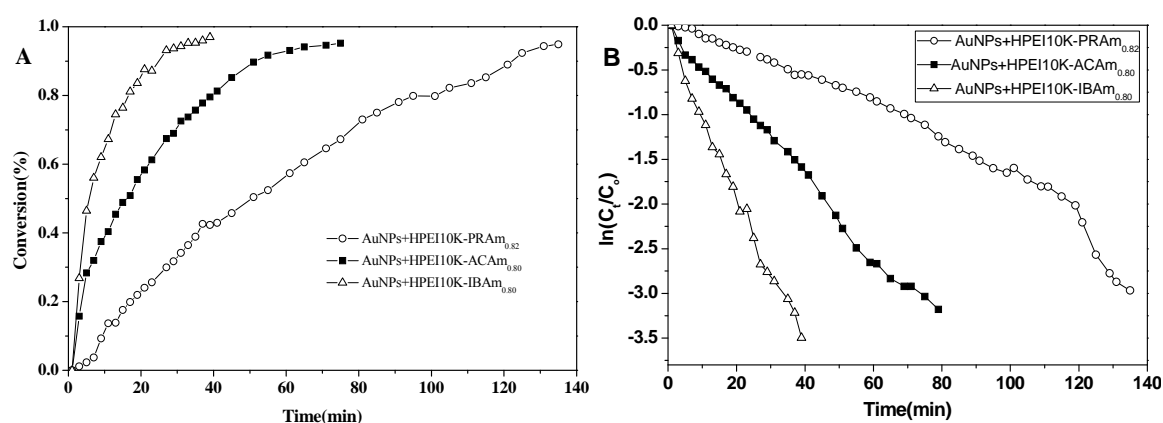 A
Conversion(%)
1.0
0.8
0.6
0.4
0.2
0.0
AuNPs+HPEI10K-PRAm0.82
AuNPs+HPEI10K-ACAm0.80
AuNPs+HPEI10K-IBAm0.80
0 20 40 60 80 100 120 140
Time(min)
B
ln(Ct/Co)
0.0
-0.5
-1.0
-1.5
-2.0
-2.5
-3.0
-3.5
AuNPs+HPEI10K-PRAm0.82
AuNPs+HPEI10K-ACAm0.80
AuNPs+HPEI10K-IBAm0.80
0 20 40 60 80 100 120 140
Time(min)